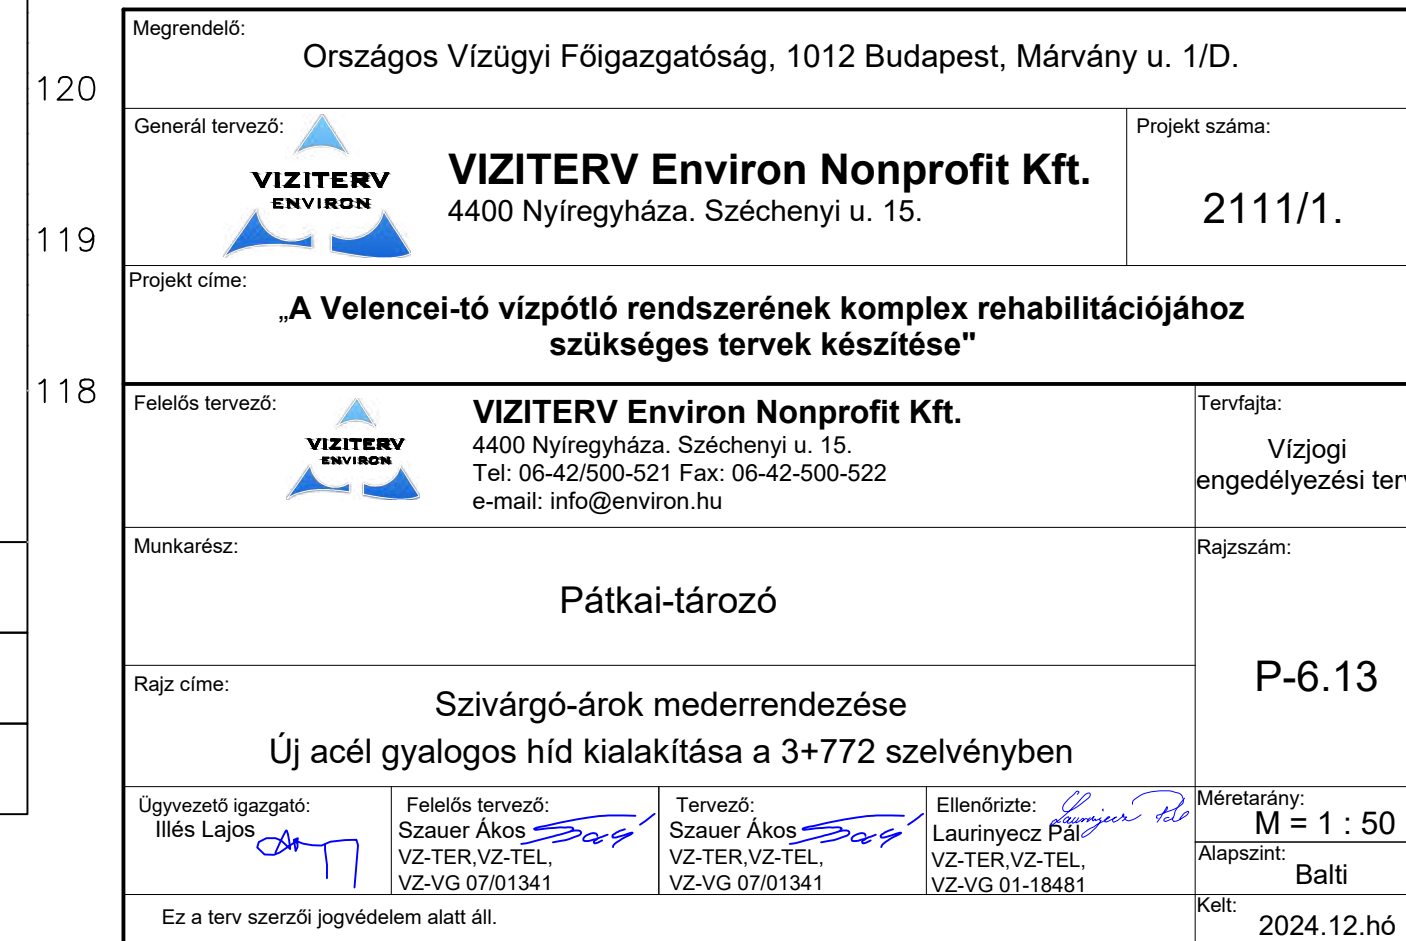 120
119
118
Megrendelő:
Országos Vízügyi Főigazgatóság, 1012 Budapest, Márvány u. 1/D.
Generál tervező:
VIZITERV
ENVIRON
VIZITERV Environ Nonprofit Kft.
4400 Nyíregyháza. Széchenyi u. 15.
Projekt száma:
2111/1.
Projekt címe:
„A Velencei-tó vízpótló rendszerének komplex rehabilitációjához
szükséges tervek készítése"
Felelős tervező:
VIZITERV
ENVIRON
VIZITERV Environ Nonprofit Kft.
4400 Nyíregyháza. Széchenyi u. 15.
Tel: 06-42/500-521 Fax: 06-42-500-522
e-mail: info@environ.hu
Tervfajta:
Vízjogi
engedélyezési terv
Munkarész:
Pátkai-tározó
Rajzszám:
P-6.13
Rajz címe:
Szivárgó-árok mederrendezése
Új acél gyalogos híd kialakítása a 3+772 szelvényben
Ügyvezető igazgató:
Illés Lajos
Felelős tervező:
Szauer Ákos
VZ-TER,VZ-TEL,
VZ-VG 07/01341
Tervező:
Szauer Ákos
VZ-TER,VZ-TEL,
VZ-VG 07/01341
Ellenőrizte:
Laurinyecz Pál
Laurinyecz Pál
VZ-TER,VZ-TEL,
VZ-VG 01-18481
Méretarány:
M = 1 : 50
Alapszint:
Balti
Kelt:
2024.12.hó
Ez a terv szerzői jogvédelem alatt áll.